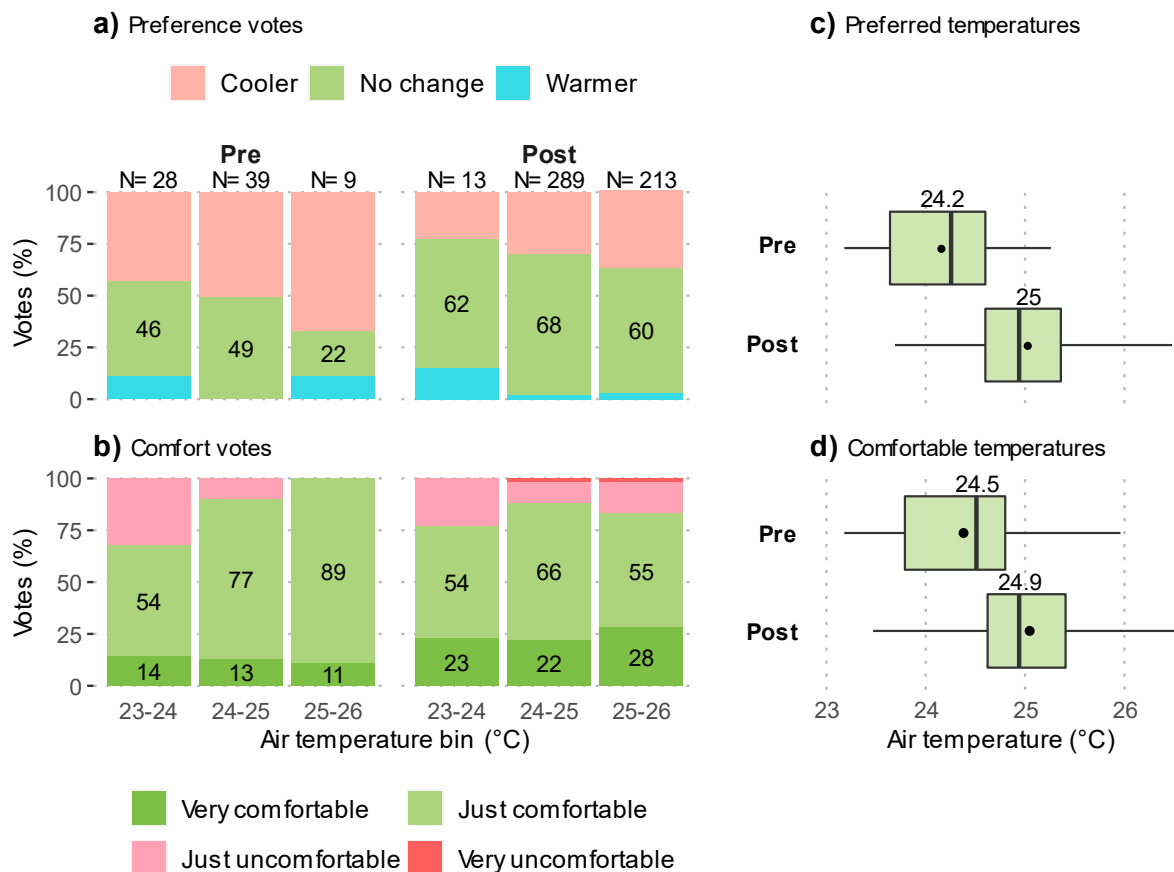 a) Preference votes
Cooler No change Warmer
Pre Post
N= 28 N= 39 N= 9 N= 13 N= 289 N= 213
100
75
50
25
0
Votes (%)
46 49 22 62 68 60
b) Comfort votes
100
75
50
25
0
Votes (%)
54 77 89 54 66 55
14 13 11 23 22 28
23-24 24-25 25-26 23-24 24-25 25-26
Air temperature bin (°C)
Very comfortable Just comfortable
Just uncomfortable Very uncomfortable
c) Preferred temperatures
24.2
Pre
25
Post
d) Comfortable temperatures
24.5
Pre
24.9
Post
23 24 25 26
Air temperature (°C)